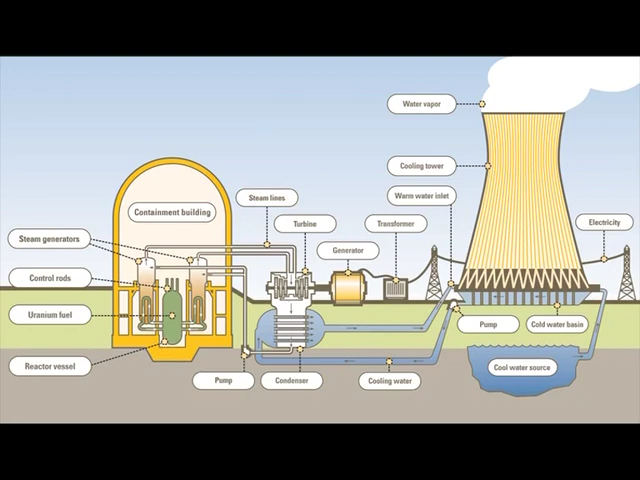 Water vapor
Cooling tower
Warm water inlet
Steam lines
Containment building
Turbine
Transformer
Electricity
Steam generators
Generator
Control rods
Uranium fuel
Pump
Cold water basin
Reactor vessel
Cool water source
Pump
Condenser
Cooling water